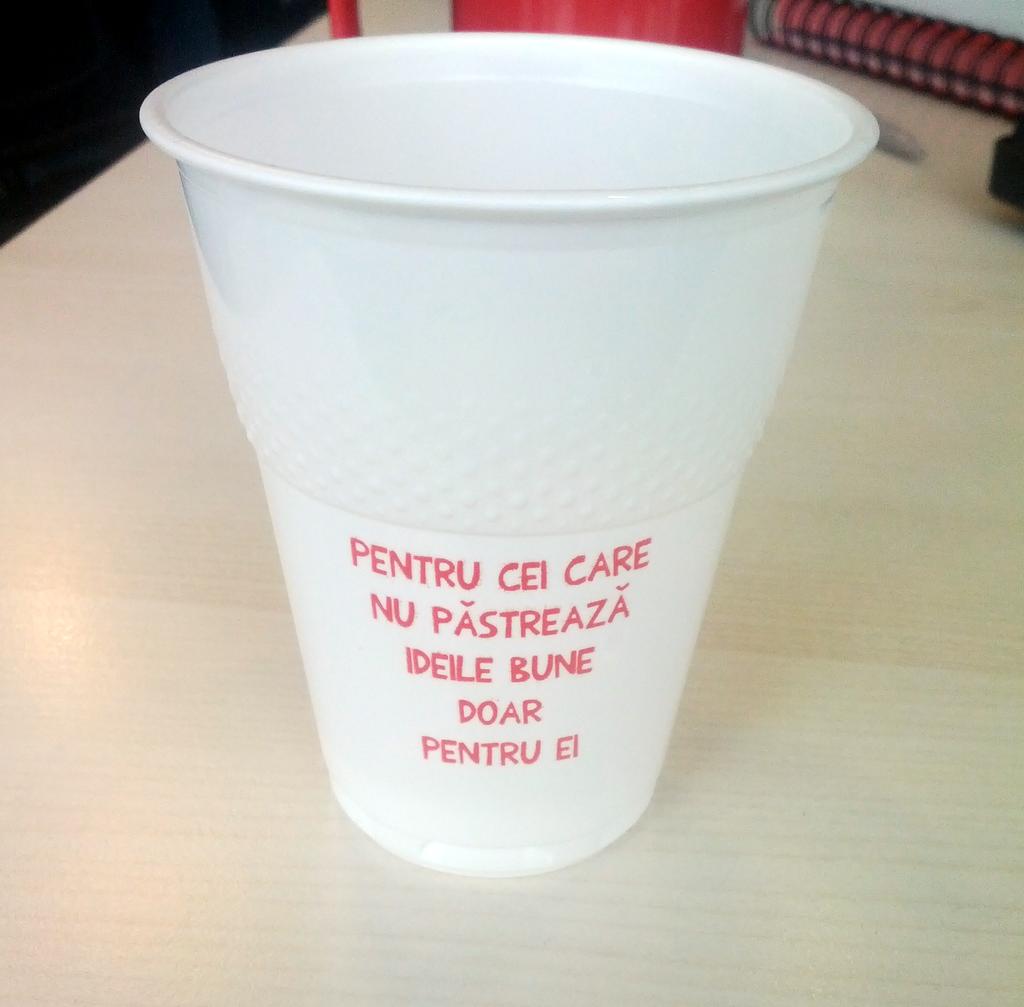 PENTRU CEI CARE
NU PĂSTREAZĂ
IDEILE BUNE
DOAR
PENTRU EI